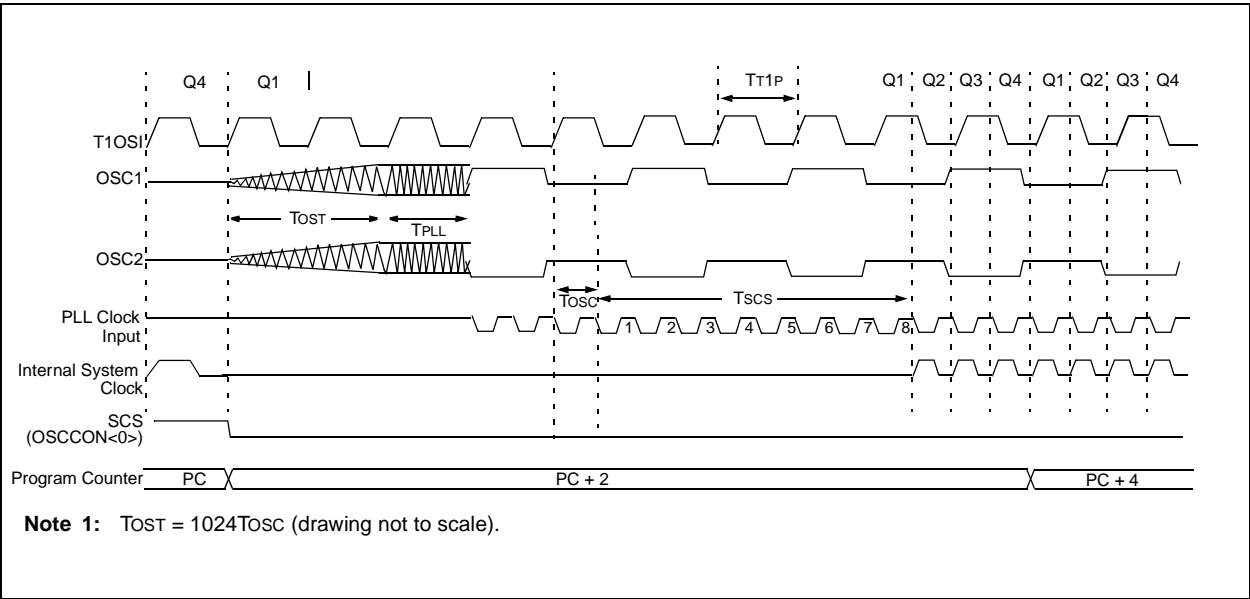 Q4 Q1 TT1P Q1 Q2 Q3 Q4 Q1 Q2 Q3 Q4
T1OSI
OSC1
TOST TPLL
OSC2
TOSC TSCS
PLL Clock
Input
1 2 3 4 5 6 7 8
Internal System
Clock
SCS
(OSCCON<0>)
Program Counter PC PC + 2 PC + 4
Note 1: TOST = 1024TOSC (drawing not to scale).